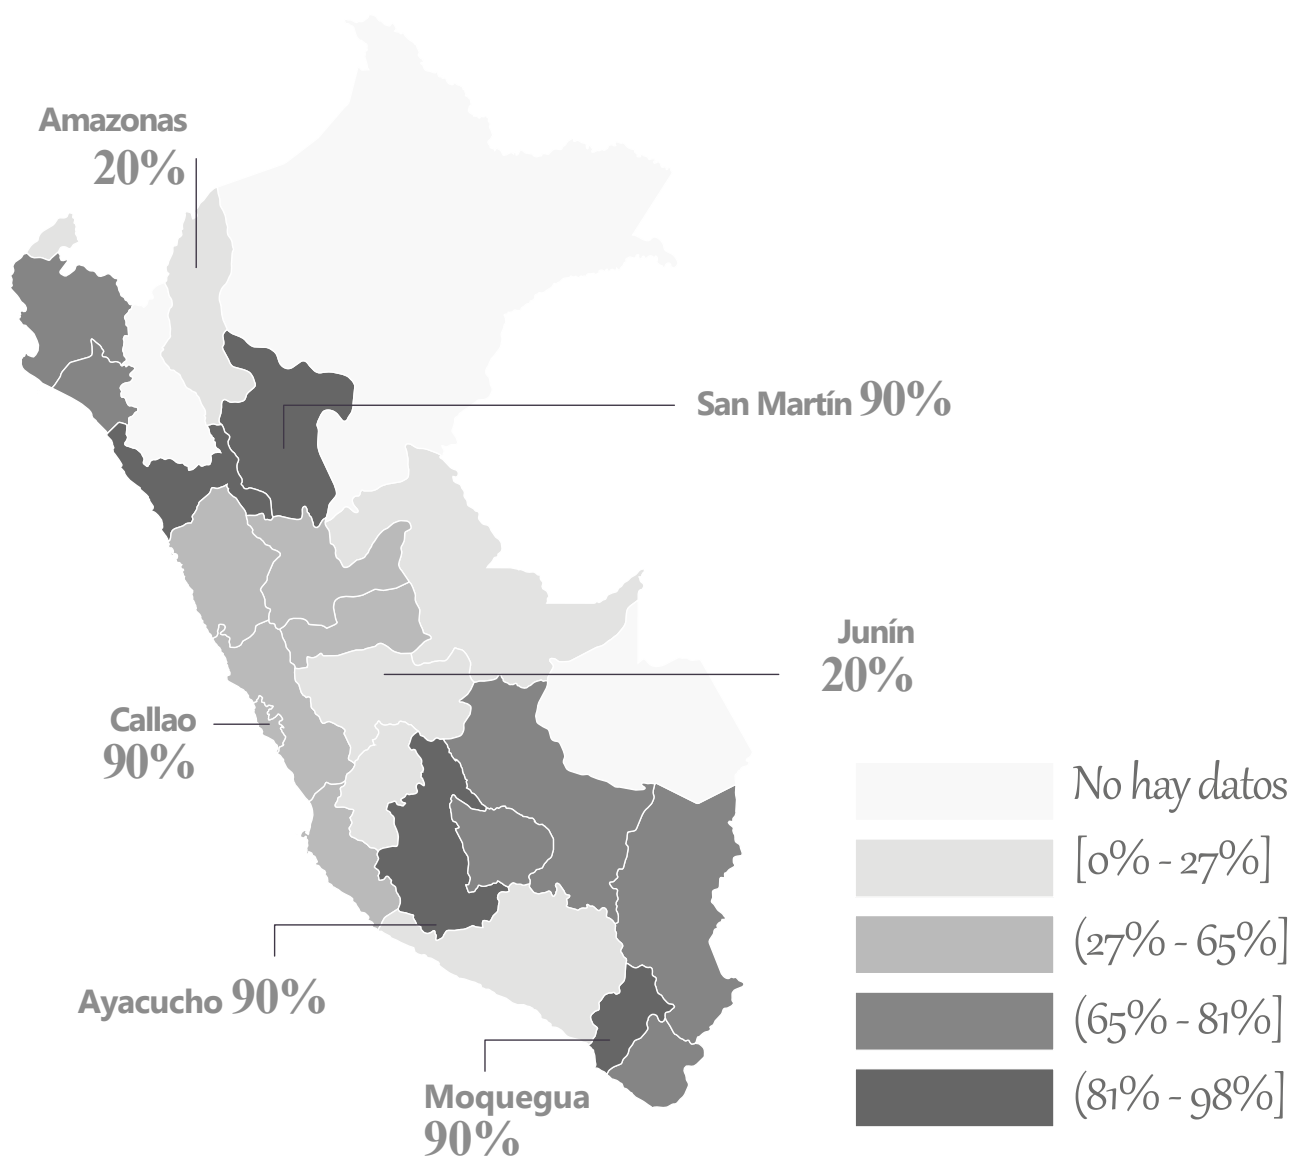 Amazonas
20%
San Martín 90%
Junín
20%
Callao
90%
Ayacucho 90%
Moquegua
90%
No hay datos
[0% - 27%]
(27% - 65%]
(65% - 81%]
(81% - 98%]